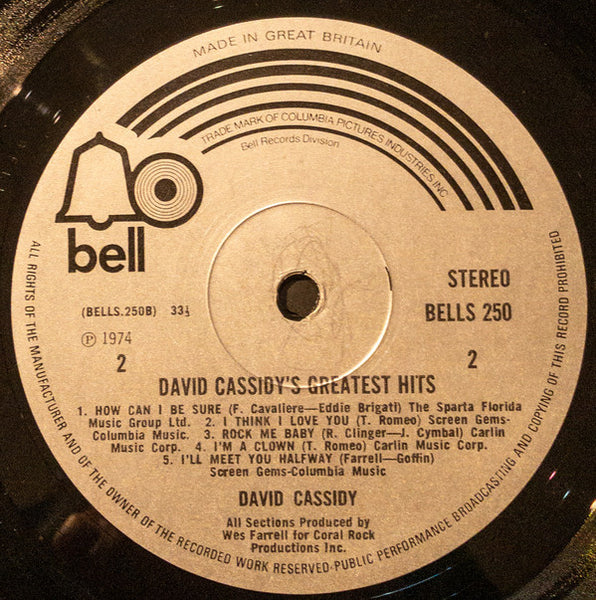 MADE IN GREAT BRITAIN
TRADE MARK OF COLUMBIA PICTURES INDUSTRIES INC.
Bell Records Division
bell
STEREO
(BELLS.250B) 33⅓
BELLS 250
Ⓟ 1974
2
2
DAVID CASSIDY'S GREATEST HITS
1. HOW CAN I BE SURE (F. Cavaliere—Eddie Brigati) The Sparta Florida
Music Group Ltd. 2. I THINK I LOVE YOU (T. Romeo) Screen Gems-
Columbia Music. 3. ROCK ME BABY (R. Clinger—J. Cymbal) Carlin
Music Corp. 4. I'M A CLOWN (T. Romeo) Carlin Music Corp.
5. I'LL MEET YOU HALFWAY (Farrell—Goffin)
Screen Gems-Columbia Music
DAVID CASSIDY
All Sections Produced by
Wes Farrell for Coral Rock
Productions Inc.
ALL RIGHTS OF THE MANUFACTURER AND OF THE OWNER OF THE RECORDED WORK RESERVED·PUBLIC PERFORMANCE BROADCASTING AND COPYING OF THIS RECORD PROHIBITED